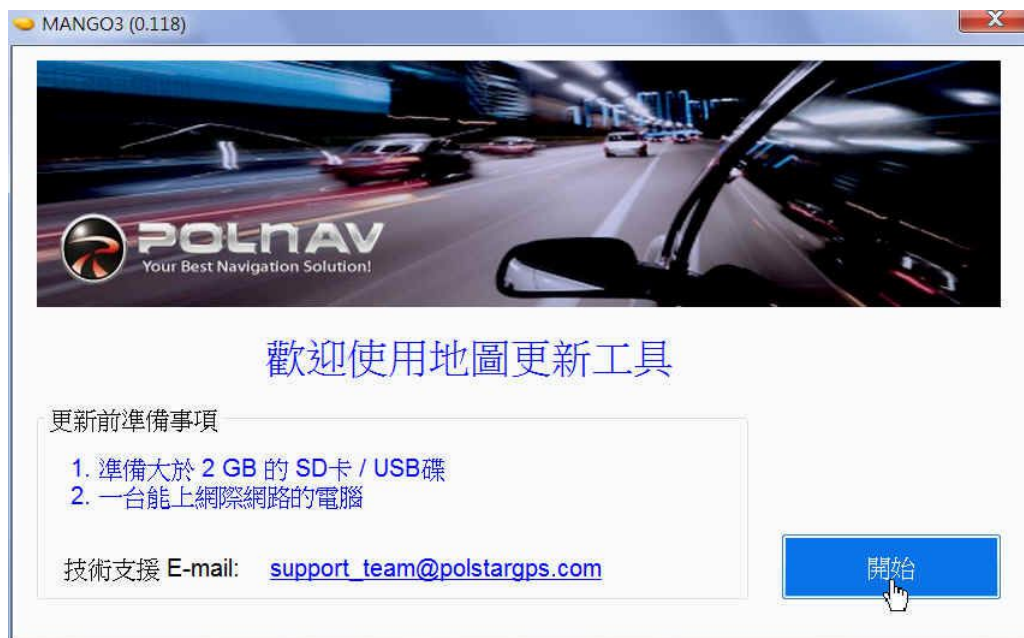 MANGO3 (0.118)
POLNAV
Your Best Navigation Solution!
歡迎使用地圖更新工具
更新前準備事項
1. 準備大於 2 GB 的 SD卡 / USB碟
2. 一台能上網際網路的電腦
技術支援 E-mail: support_team@polstargps.com
開始